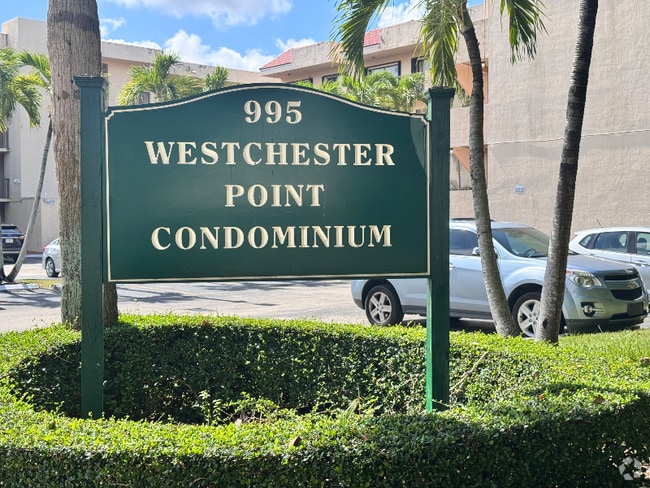 995
WESTCHESTER
POINT
CONDOMINIUM